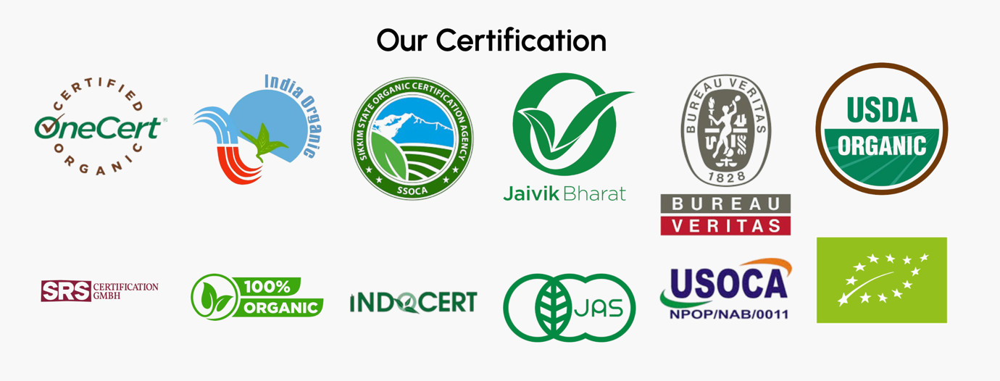 Our Certification
CERTIFIED
OneCert®
ORGANIC
India Organic
SIKKIM STATE ORGANIC CERTIFICATION AGENCY
SSOCA
Jaivik Bharat
BUREAU VERITAS
1828
BUREAU
VERITAS
USDA
ORGANIC
SRS CERTIFICATION
GMBH
100%
ORGANIC
INDOCERT
JAS
USOCA
NPOP/NAB/0011